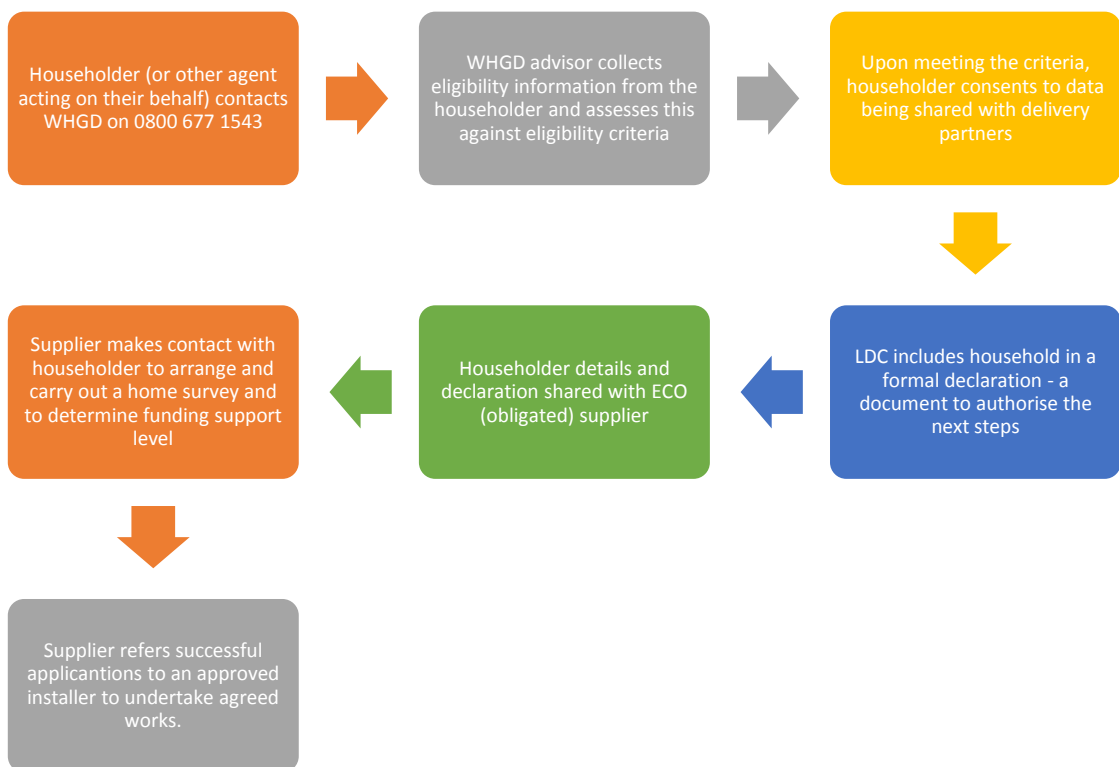 Householder (or other agent
acting on their behalf) contacts
WHGD on 0800 677 1543
WHGD advisor collects
eligibility information from the
householder and assesses this
against eligibility criteria
Upon meeting the criteria,
householder consents to data
being shared with delivery
partners
LDC includes household in a
formal declaration - a
document to authorise the
next steps
Householder details and
declaration shared with ECO
(obligated) supplier
Supplier makes contact with
householder to arrange and
carry out a home survey and
to determine funding support
level
Supplier refers successful
applicantions to an approved
installer to undertake agreed
works.